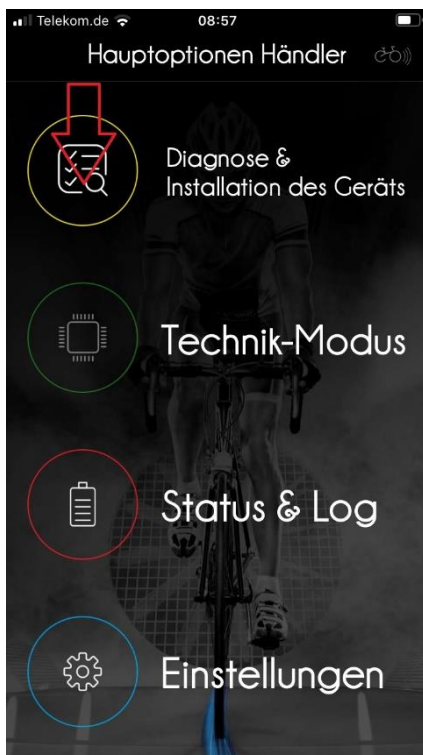 Telekom.de
08:57
Hauptoptionen Händler
Diagnose &
Installation des Geräts
Technik-Modus
Status & Log
Einstellungen